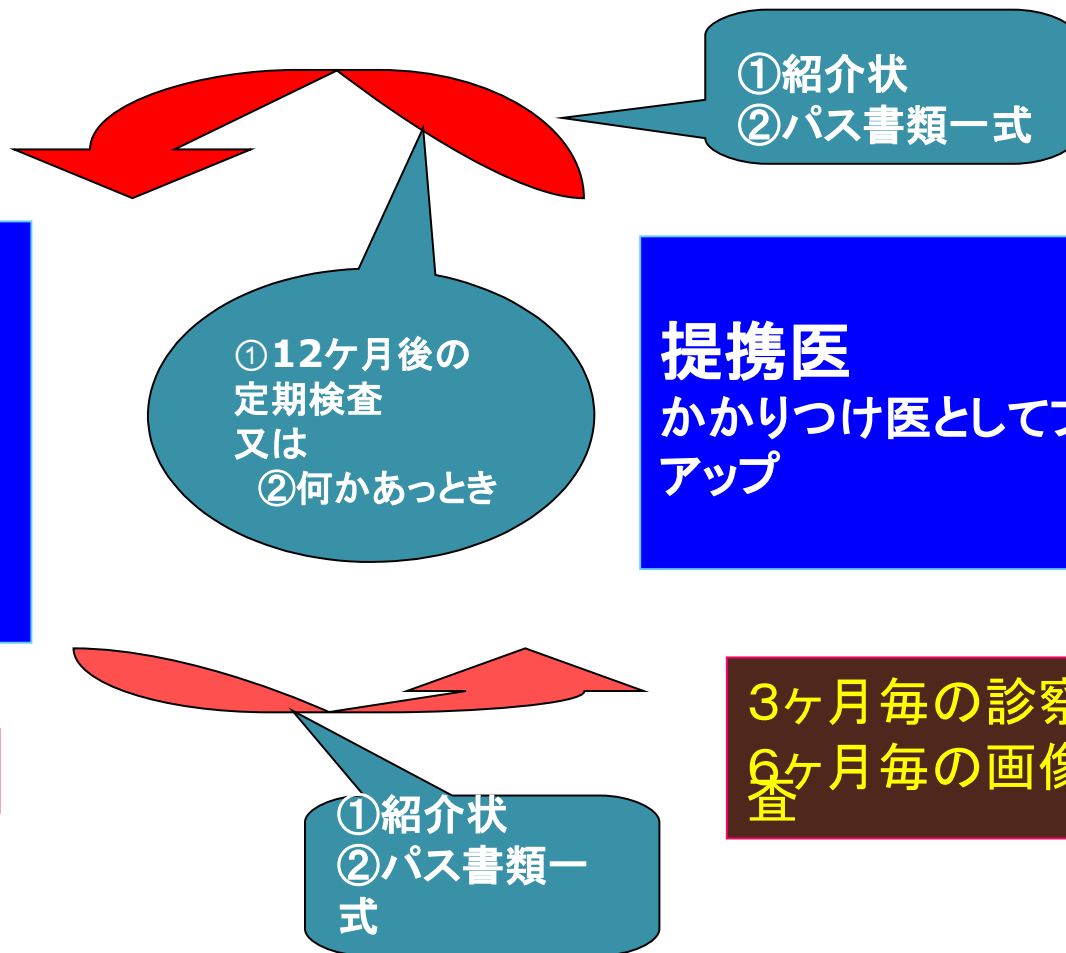 ①紹介状
②パス書類一式
①12ケ月後の
定期検査
又は
②何かあっとき
提携医
かかりつけ医として
アップ
①紹介状
②パス書類一
式
3ヶ月毎の診察
6ヶ月毎の画像
査